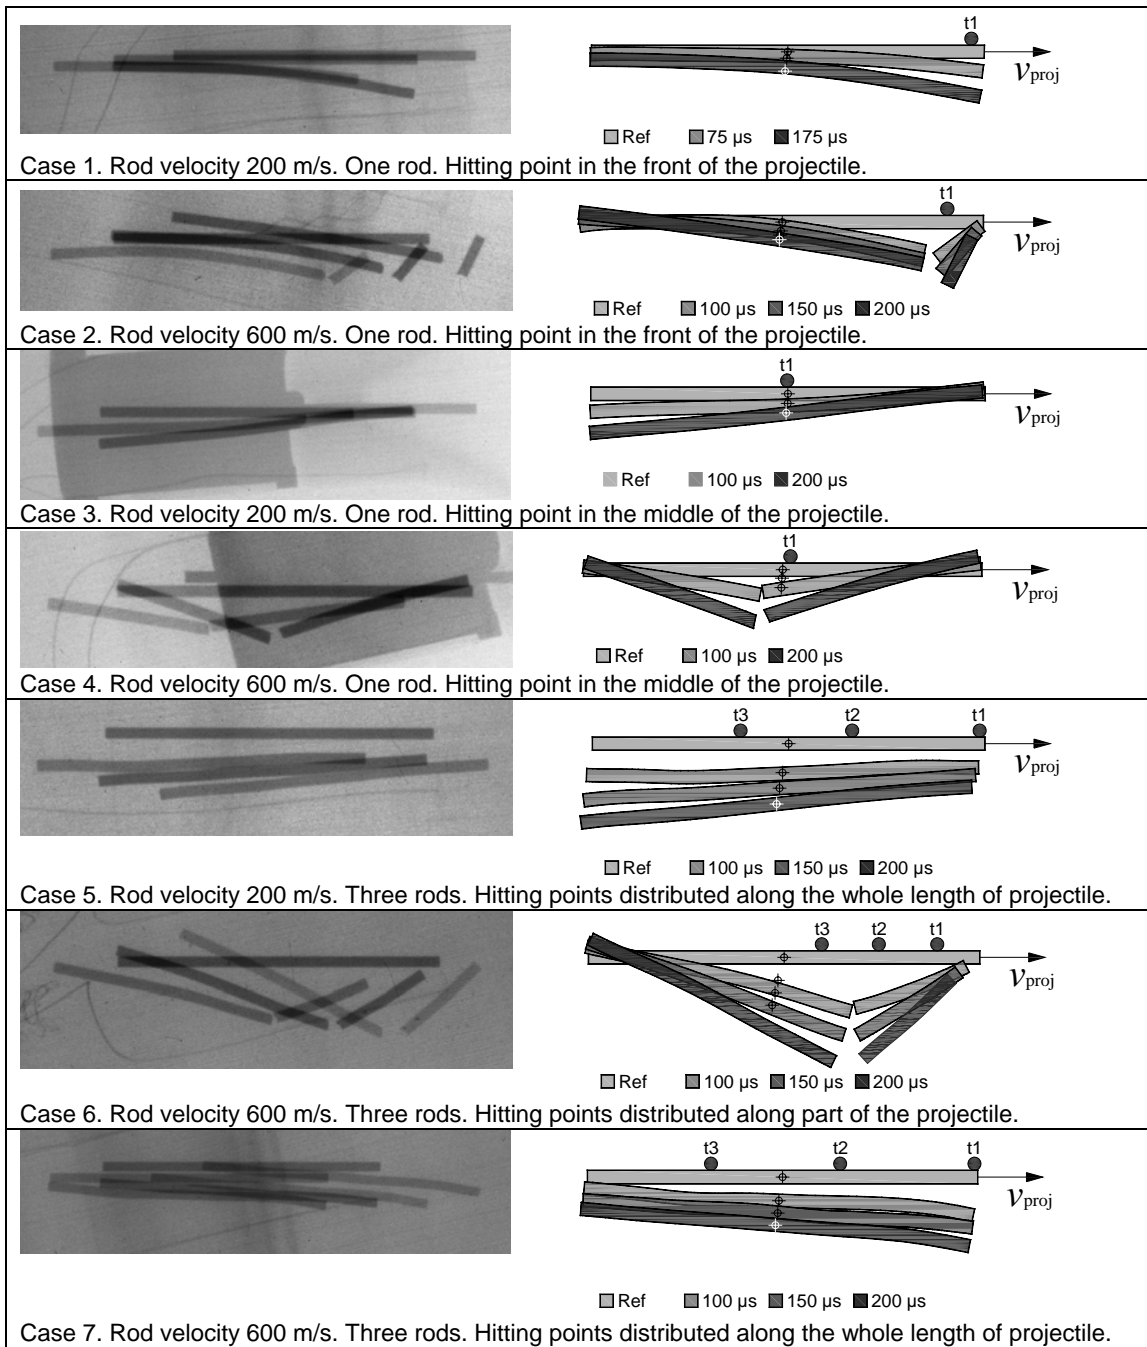 t1
v proj
Ref 75 µs 175 µs
Case 1. Rod velocity 200 m/s. One rod. Hitting point in the front of the projectile.
t1
v proj
Ref 100 µs 150 µs 200 µs
Case 2. Rod velocity 600 m/s. One rod. Hitting point in the front of the projectile.
t1
v proj
Ref 100 µs 200 µs
Case 3. Rod velocity 200 m/s. One rod. Hitting point in the middle of the projectile.
t1
v proj
Ref 100 µs 200 µs
Case 4. Rod velocity 600 m/s. One rod. Hitting point in the middle of the projectile.
t3 t2 t1
v proj
Ref 100 µs 150 µs 200 µs
Case 5. Rod velocity 200 m/s. Three rods. Hitting points distributed along the whole length of projectile.
t3 t2 t1
v proj
Ref 100 µs 150 µs 200 µs
Case 6. Rod velocity 600 m/s. Three rods. Hitting points distributed along part of the projectile.
t3 t2 t1
v proj
Ref 100 µs 150 µs 200 µs
Case 7. Rod velocity 600 m/s. Three rods. Hitting points distributed along the whole length of projectile.